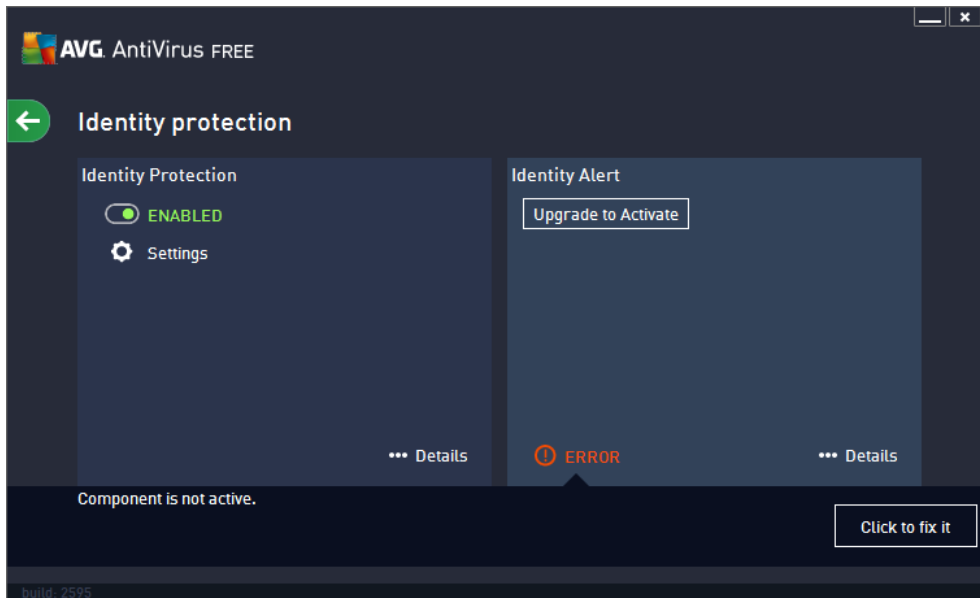 AVG. AntiVirus FREE
Identity protection
Identity Protection
ENABLED
Settings
••• Details
Identity Alert
Upgrade to Activate
ERROR
••• Details
Component is not active.
Click to fix it
build: 2595